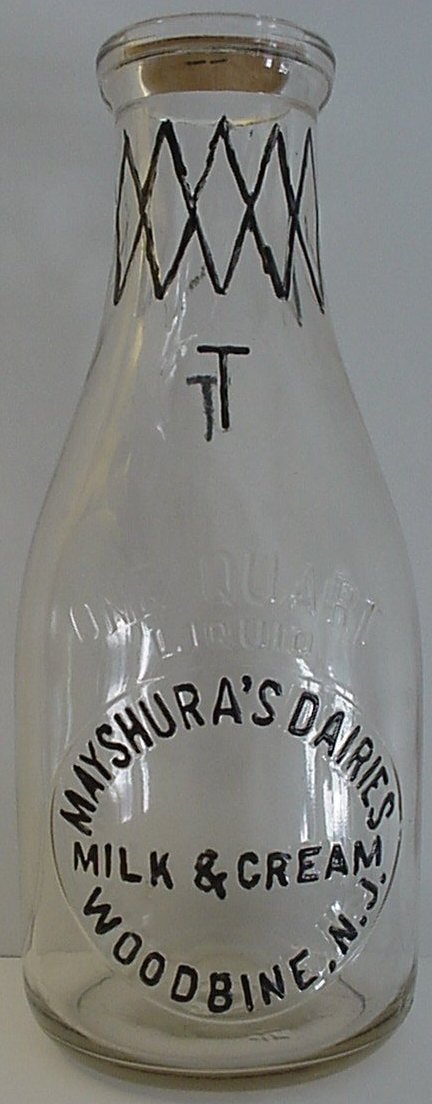 T
T
ONE QUART
LIQUID
MAYSHURA'S DAIRIES
MILK & CREAM
WOODBINE, N.J.